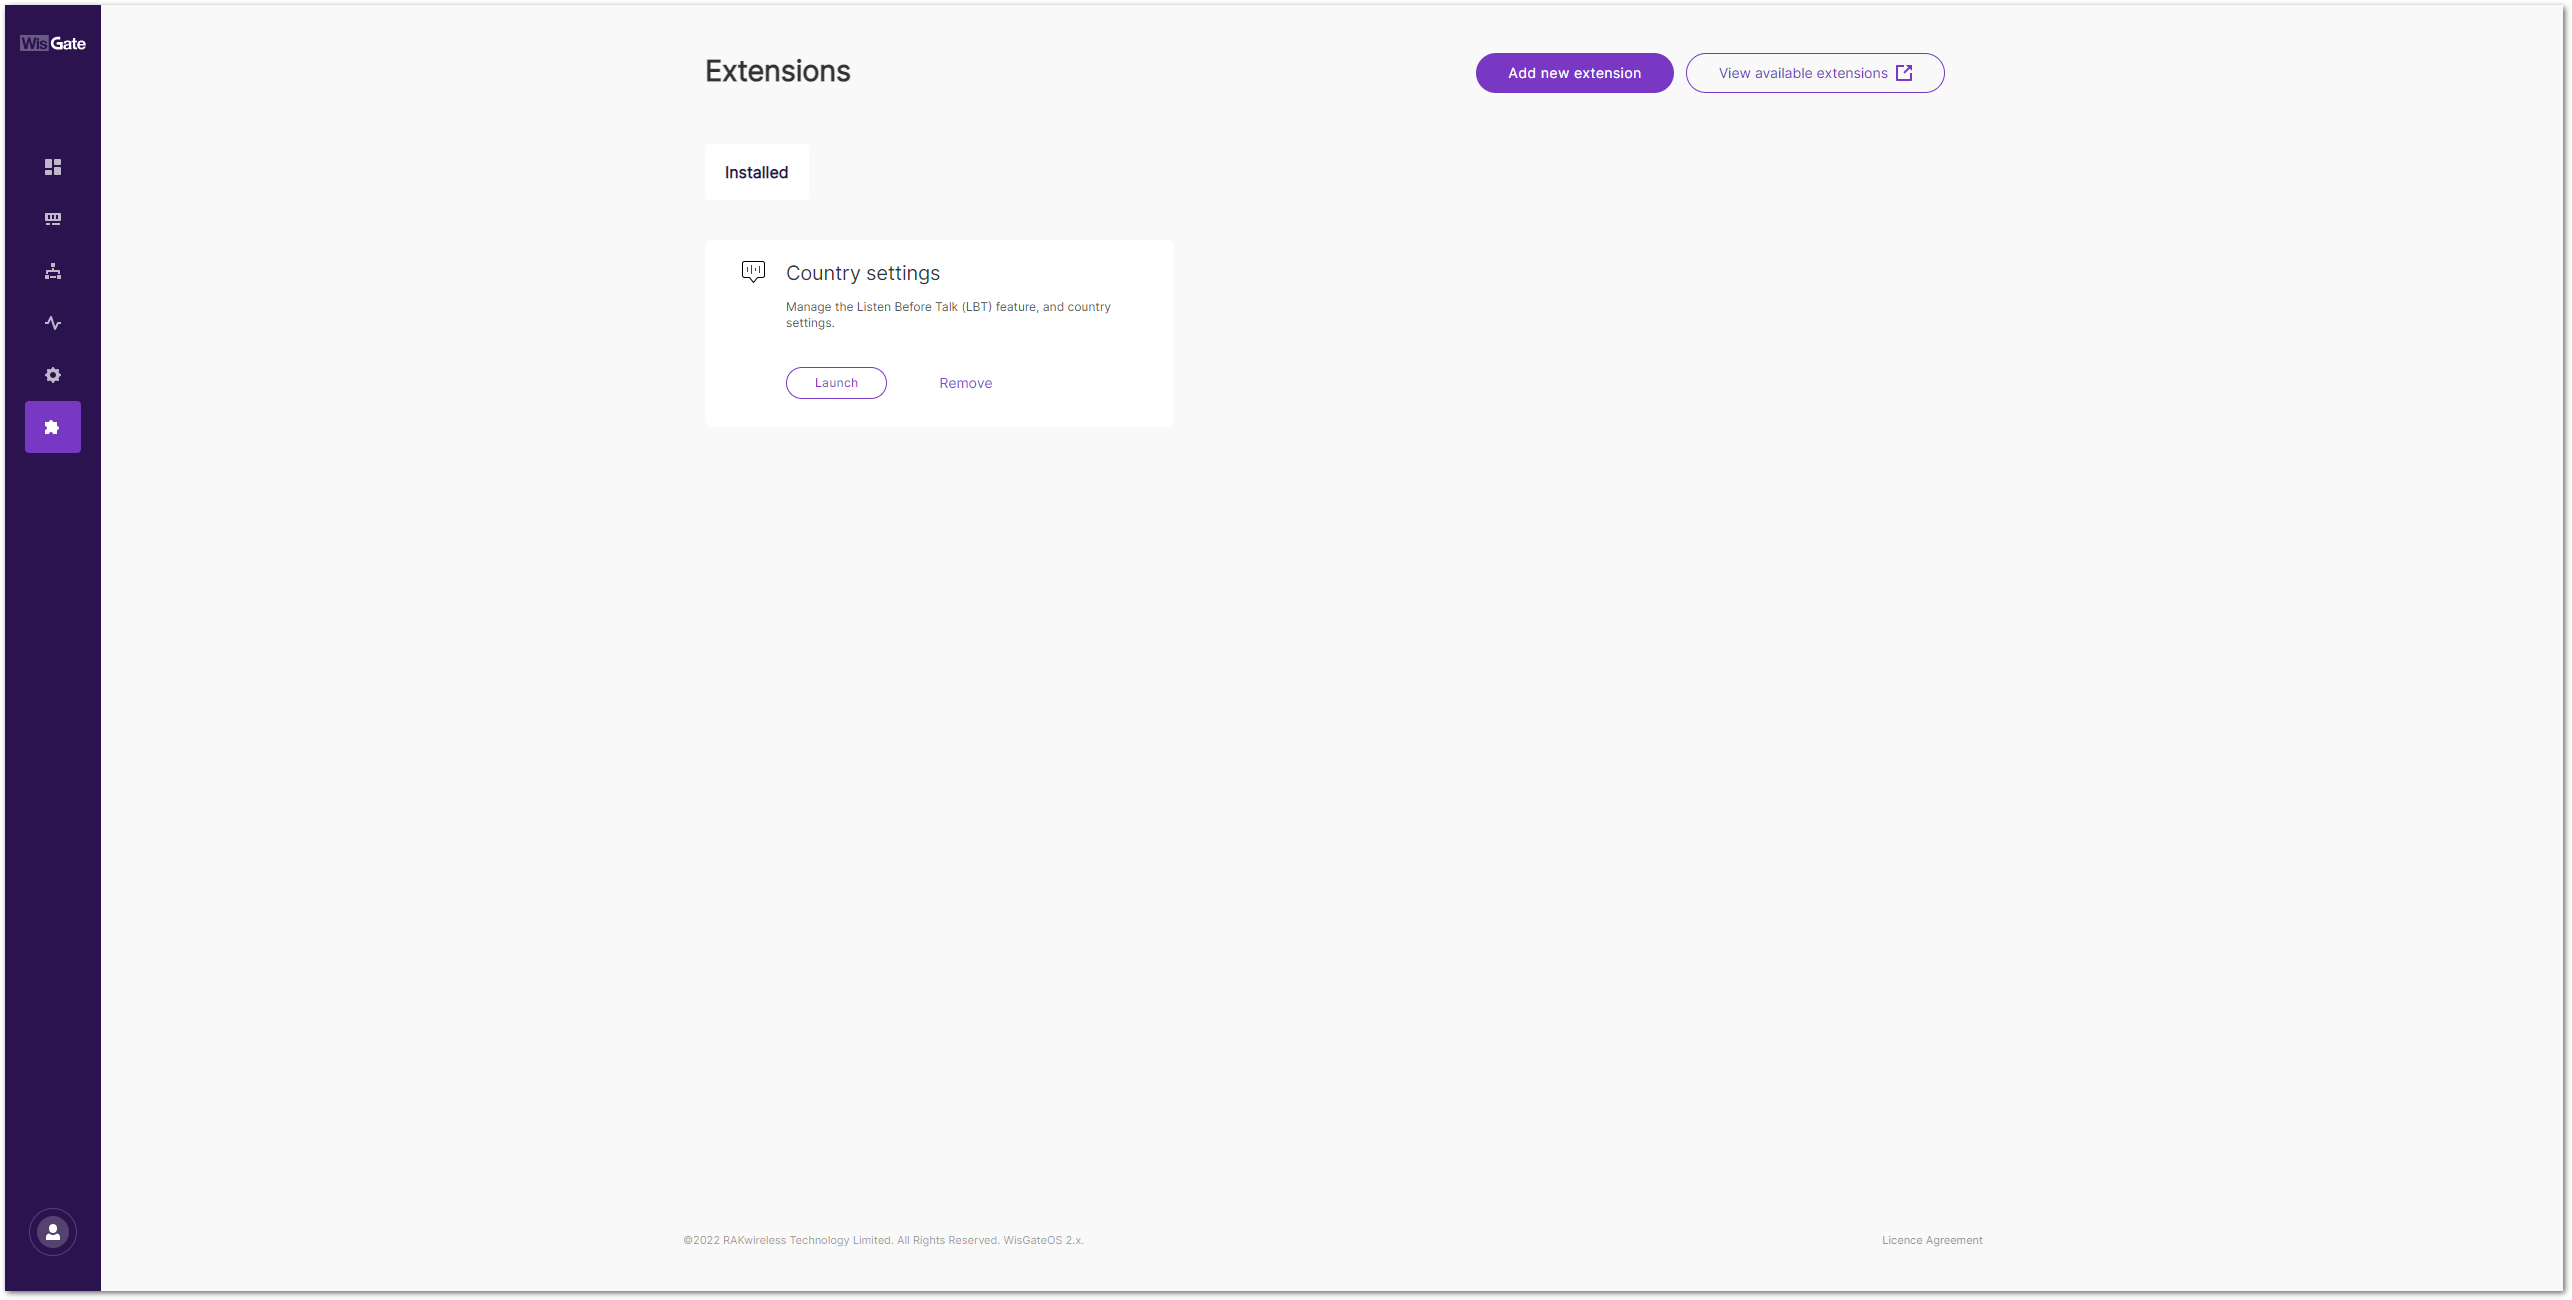 WisGate
Extensions
Add new extension
View available extensions
Installed
Country settings
Manage the Listen Before Talk (LBT) feature, and country
settings.
Launch
Remove
©2022 RAKwireless Technology Limited. All Rights Reserved. WisGateOS 2.x.
Licence Agreement